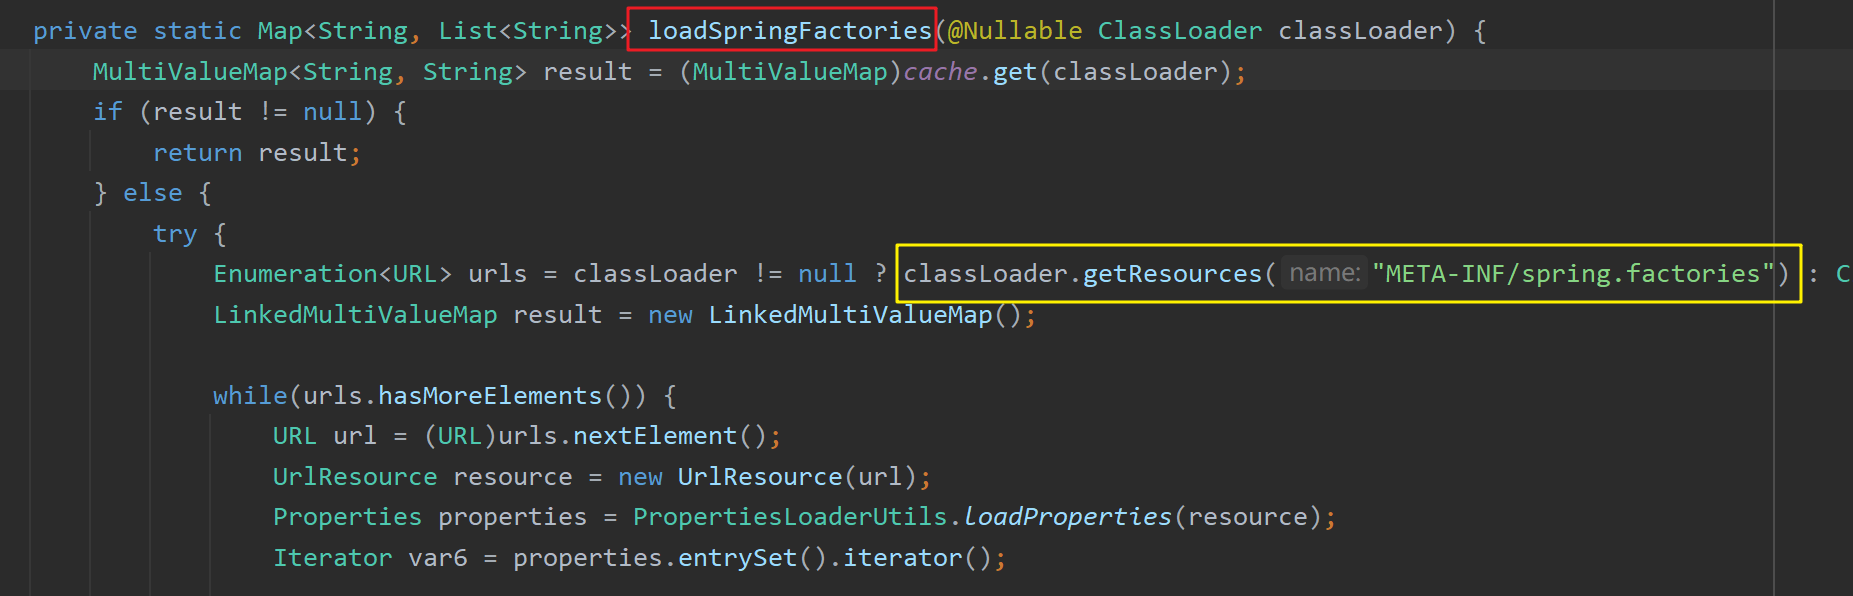 private static Map<String, List<String>> loadSpringFactories(@Nullable ClassLoader classLoader) {
MultiValueMap<String, String> result = (MultiValueMap)cache.get(classLoader);
if (result != null) {
return result;
} else {
try {
Enumeration<URL> urls = classLoader != null ? classLoader.getResources( name: "META-INF/spring.factories") : C
LinkedMultiValueMap result = new LinkedMultiValueMap();
while(urls.hasMoreElements()) {
URL url = (URL)urls.nextElement();
UrlResource resource = new UrlResource(url);
Properties properties = PropertiesLoaderUtils.loadProperties(resource);
Iterator var6 = properties.entrySet().iterator();